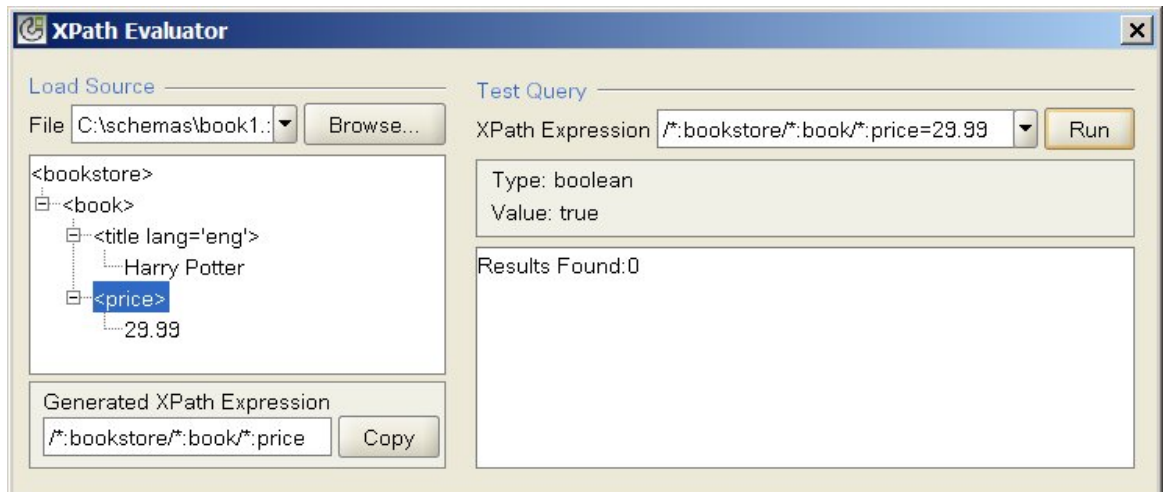 XPath Evaluator
Load Source
File C:\schemas\book1.: Browse...
<bookstore>
<book>
<title lang='eng'>
Harry Potter
<price>
29.99
Generated XPath Expression
/*:bookstore/*:book/*:price Copy
Test Query
XPath Expression /*:bookstore/*:book/*:price=29.99 Run
Type: boolean
Value: true
Results Found:0